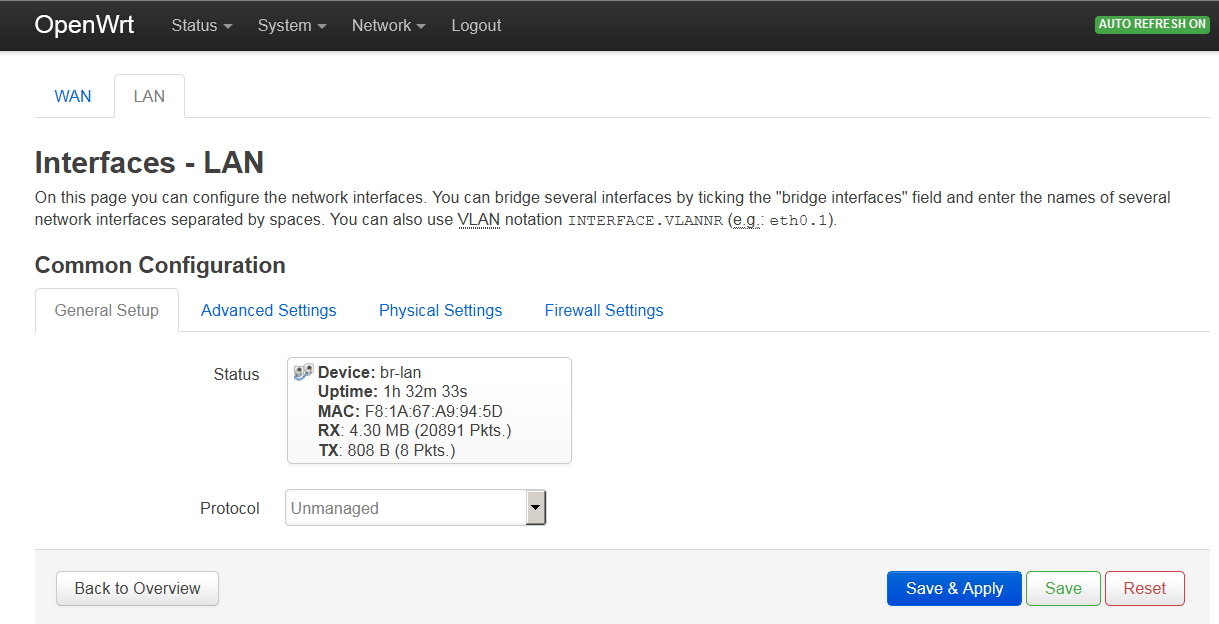 OpenWrt Status System Network Logout AUTO REFRESH ON
WAN LAN
Interfaces - LAN
On this page you can configure the network interfaces. You can bridge several interfaces by ticking the "bridge interfaces" field and enter the names of several
network interfaces separated by spaces. You can also use VLAN notation INTERFACE.VLANNR (e.g.: eth0.1).
Common Configuration
General Setup Advanced Settings Physical Settings Firewall Settings
Status
Device: br-lan
Uptime: 1h 32m 33s
MAC: F8:1A:67:A9:94:5D
RX: 4.30 MB (20891 Pkts.)
TX: 808 B (8 Pkts.)
Protocol Unmanaged
Back to Overview Save & Apply Save Reset